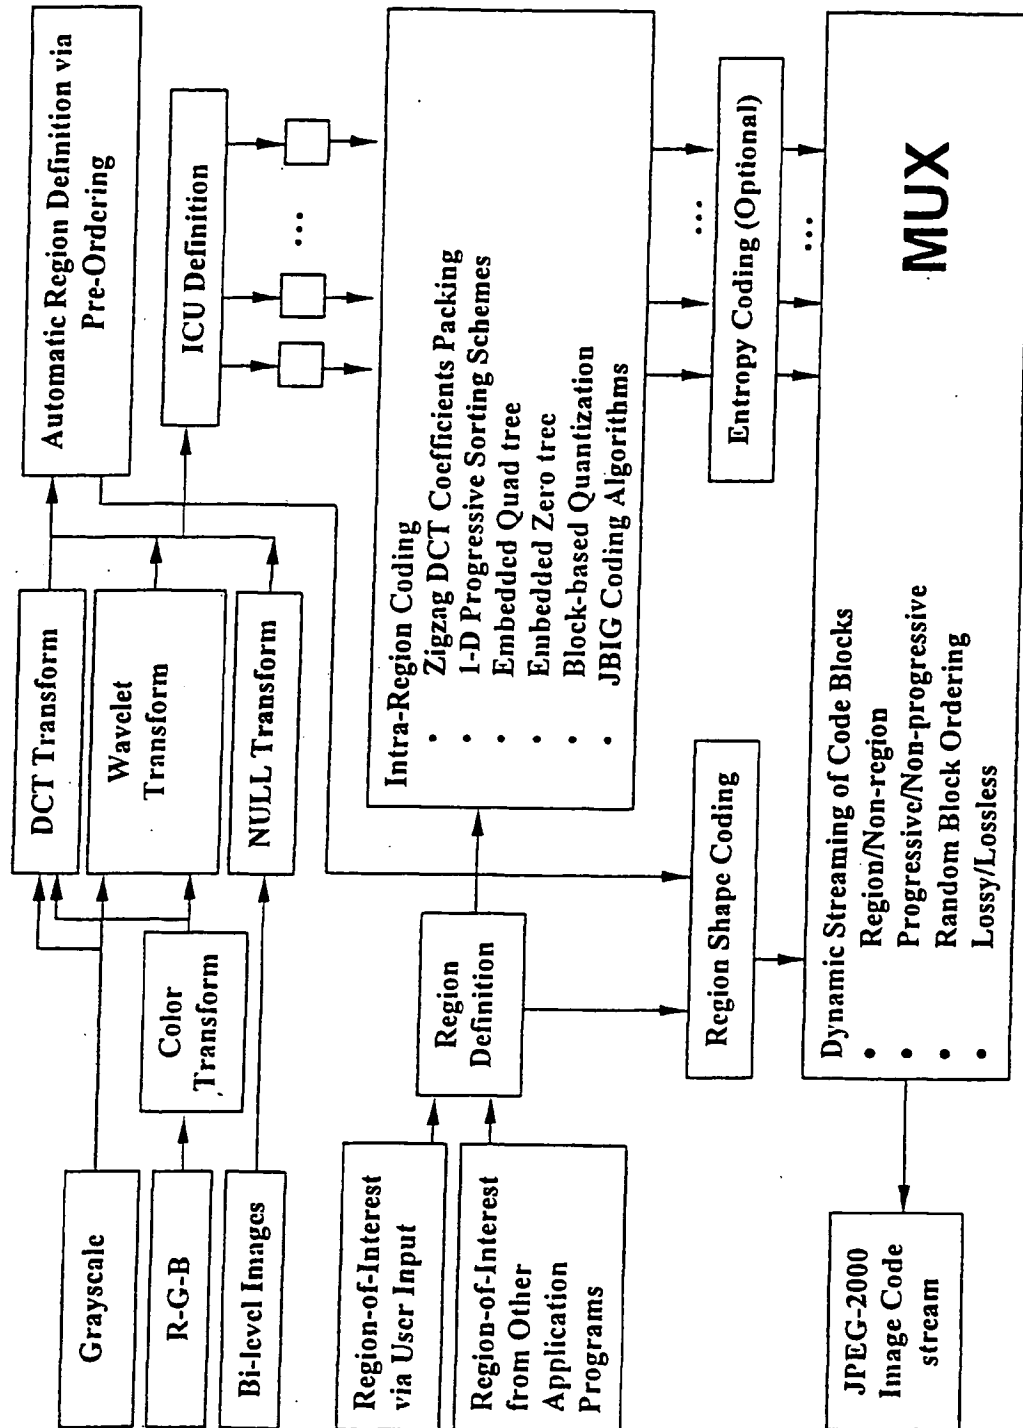 Grayscale
R-G-B
Bi-level Images
Color
Transform
DCT Transform
Wavelet
Transform
NULL Transform
Automatic Region Definition via
Pre-Ordering
ICU Definition
...
Region-of-Interest
via User Input
Region-of-Interest
from Other
Application
Programs
Region
Definition
Intra-Region Coding
• Zigzag DCT Coefficients Packing
• 1-D Progressive Sorting Schemes
• Embedded Quad tree
• Embedded Zero tree
• Block-based Quantization
• JBIG Coding Algorithms
...
Region Shape Coding
Entropy Coding (Optional)
...
Dynamic Streaming of Code Blocks
• Region/Non-region
• Progressive/Non-progressive
• Random Block Ordering
• Lossy/Lossless
MUX
JPEG-2000
Image Code
stream